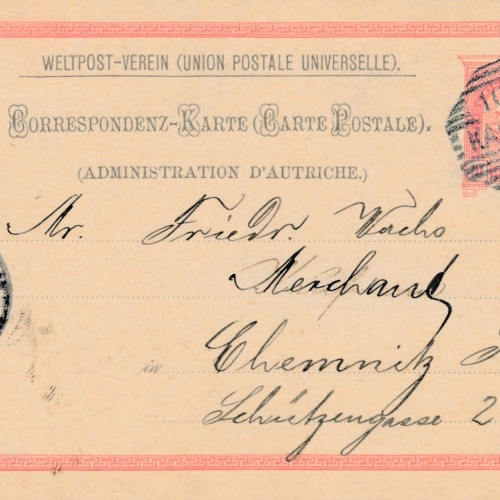 WELTPOST-VEREIN (UNION POSTALE UNIVERSELLE).
CORRESPONDENZ-KARTE (CARTE POSTALE).
(ADMINISTRATION D'AUTRICHE.)
Mr. Friedr. Wachs
Merchant
in Chemnitz
Schützengasse 2